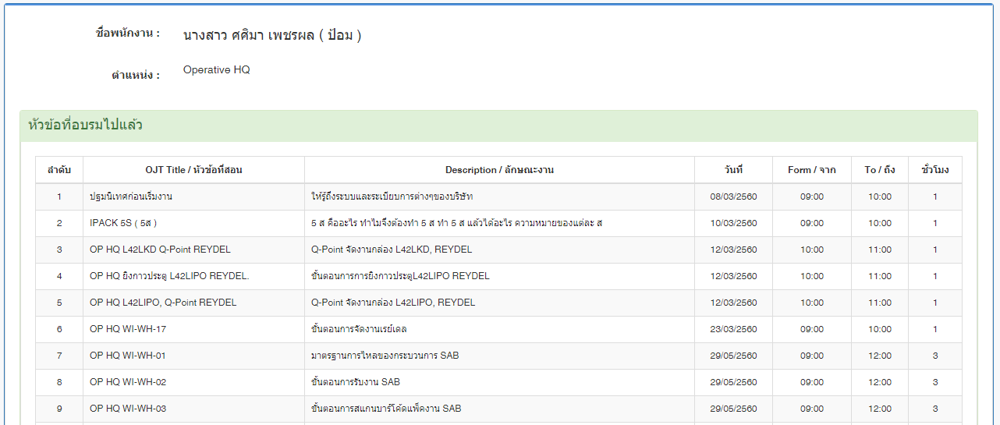 ชื่อพนักงาน : นางสาว ศศิมา เพชรผล ( ป้อม )
ตำแหน่ง : Operative HQ
หัวข้อที่อบรมไปแล้ว
ลำดับ OJT Title / หัวข้อที่สอน Description / ลักษณะงาน วันที่ Form / จาก To / ถึง ชั่วโมง
1 ปฐมนิเทศก่อนเริ่มงาน ให้รู้ถึงระบบและระเบียบการต่างๆของบริษัท 08/03/2560 09:00 10:00 1
2 IPACK 5S ( 5ส ) 5 ส คืออะไร ทำไมจึงต้องทำ 5 ส ทำ 5 ส แล้วได้อะไร ความหมายของแต่ละ ส 10/03/2560 09:00 10:00 1
3 OP HQ L42LKD Q-Point REYDEL Q-Point จัดงานกล่อง L42LKD, REYDEL 12/03/2560 10:00 11:00 1
4 OP HQ ยิงกาวประตู L42LIPO REYDEL. ขั้นตอนการการยิงกาวประตูL42LIPO REYDEL 12/03/2560 10:00 11:00 1
5 OP HQ L42LIPO, Q-Point REYDEL Q-Point จัดงานกล่อง L42LIPO, REYDEL 12/03/2560 10:00 11:00 1
6 OP HQ WI-WH-17 ขั้นตอนการจัดงานเรย์เดล 23/03/2560 09:00 10:00 1
7 OP HQ WI-WH-01 มาตรฐานการไหลของกระบวนการ SAB 29/05/2560 09:00 12:00 3
8 OP HQ WI-WH-02 ขั้นตอนการรับงาน SAB 29/05/2560 09:00 12:00 3
9 OP HQ WI-WH-03 ขั้นตอนการสแกนบาร์โค้ดแพ็คงาน SAB 29/05/2560 09:00 12:00 3